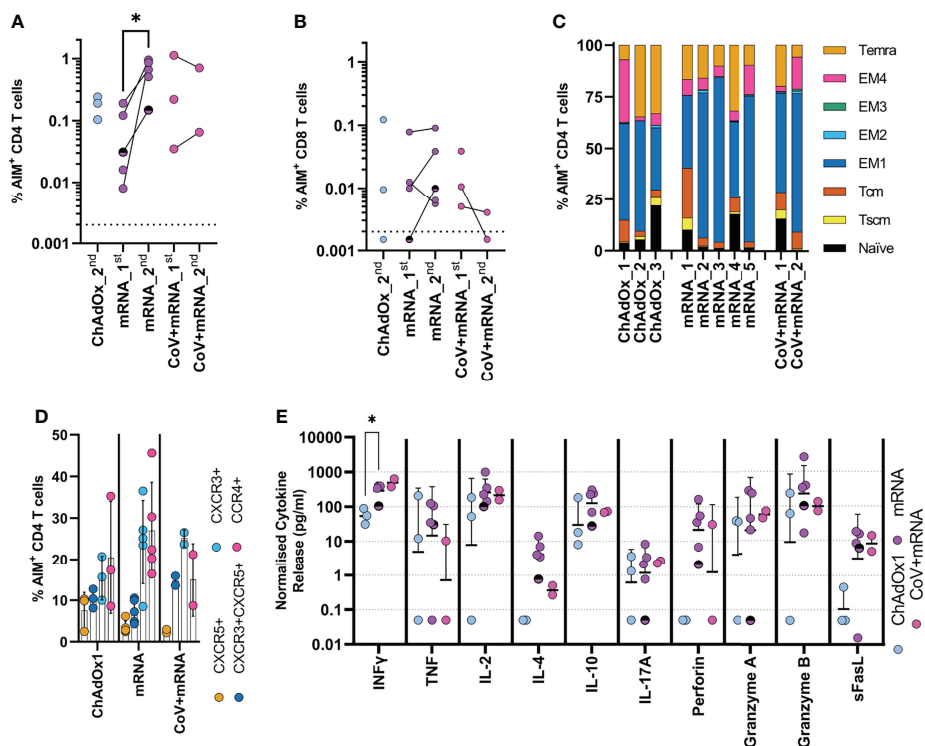 A
*
% AIM⁺ CD4 T cells
1
0.1
0.01
0.001
ChAdOx_2ⁿᵈ
mRNA_1ˢᵗ
mRNA_2ⁿᵈ
CoV+mRNA_1ˢᵗ
CoV+mRNA_2ⁿᵈ
B
% AIM⁺ CD8 T cells
1
0.1
0.01
0.001
ChAdOx_2ⁿᵈ
mRNA_1ˢᵗ
mRNA_2ⁿᵈ
CoV+mRNA_1ˢᵗ
CoV+mRNA_2ⁿᵈ
C
% AIM⁺ CD4 T cells
100
75
50
25
0
ChAdOx_1
ChAdOx_2
ChAdOx_3
mRNA_1
mRNA_2
mRNA_3
mRNA_4
mRNA_5
CoV+mRNA_1
CoV+mRNA_2
Temra
EM4
EM3
EM2
EM1
Tcm
Tscm
Naïve
D
% AIM⁺ CD4 T cells
50
40
30
20
10
0
ChAdOx1
mRNA
CoV+mRNA
CXCR3+
CCR4+
CXCR5+
CXCR3+CXCR5+
E
*
Normalised Cytokine
Release (pg/ml)
10000
1000
100
10
1
0.1
0.01
INFγ
TNF
IL-2
IL-4
IL-10
IL-17A
Perforin
Granzyme A
Granzyme B
sFasL
ChAdOx1
mRNA
CoV+mRNA